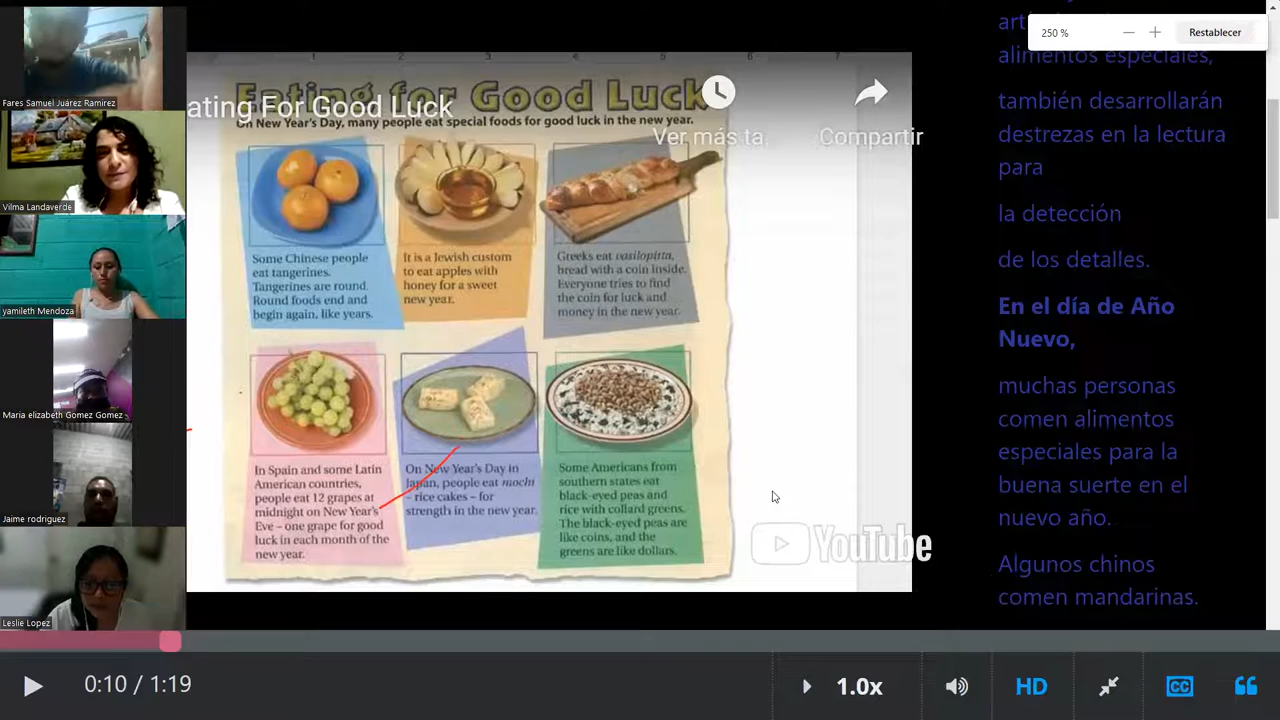 Fares Samuel Juárez Ramirez
Vilma Landaverde
yamileth Mendoza
Maria elizabeth Gomez Gomez
Jaime rodriguez
Leslie Lopez
Eating for Good Luck
ating For Good Luck
On New Year's Day, many people eat special foods for good luck in the new year.
Ver más ta
Compartir
Some Chinese people
eat tangerines.
Tangerines are round.
Round foods end and
begin again, like years.
It is a Jewish custom
to eat apples with
honey for a sweet
new year.
Greeks eat vasilopitta,
bread with a coin inside.
Everyone tries to find
the coin for luck and
money in the new year.
In Spain and some Latin
American countries,
people eat 12 grapes at
midnight on New Year's
Eve – one grape for good
luck in each month of the
new year.
On New Year's Day in
Japan, people eat mochi
– rice cakes – for
strength in the new year.
Some Americans from
southern states eat
black-eyed peas and
rice with collard greens.
The black-eyed peas are
like coins, and the
greens are like dollars.
YouTube
250 %
Restablecer
alimentos especiales,
también desarrollarán
destrezas en la lectura
para
la detección
de los detalles.
En el día de Año
Nuevo,
muchas personas
comen alimentos
especiales para la
buena suerte en el
nuevo año.
Algunos chinos
comen mandarinas.
0:10 / 1:19
1.0x
HD
CC